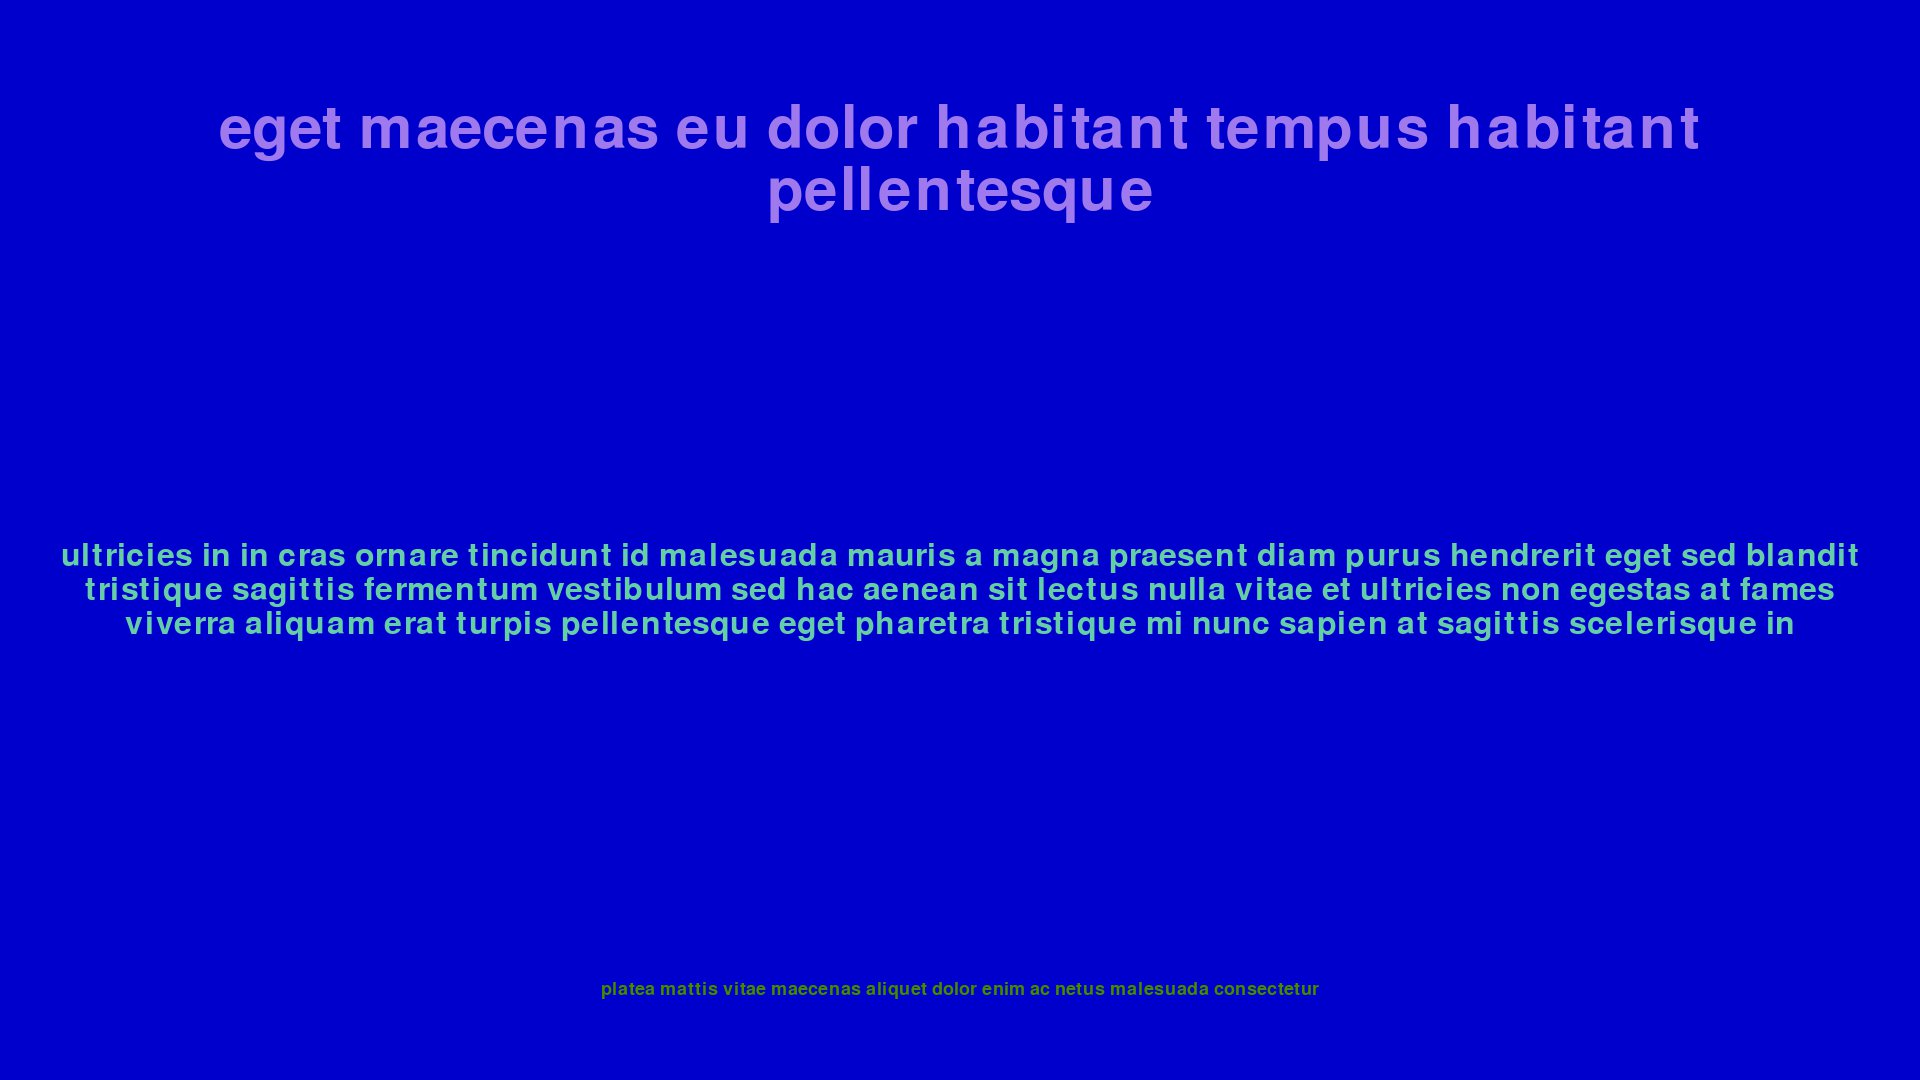 eget maecenas eu dolor habitant tempus habitant
pellentesque
ultricies in in cras ornare tincidunt id malesuada mauris a magna praesent diam purus hendrerit eget sed blandit
tristique sagittis fermentum vestibulum sed hac aenean sit lectus nulla vitae et ultricies non egestas at fames
viverra aliquam erat turpis pellentesque eget pharetra tristique mi nunc sapien at sagittis scelerisque in
platea mattis vitae maecenas aliquet dolor enim ac netus malesuada consectetur